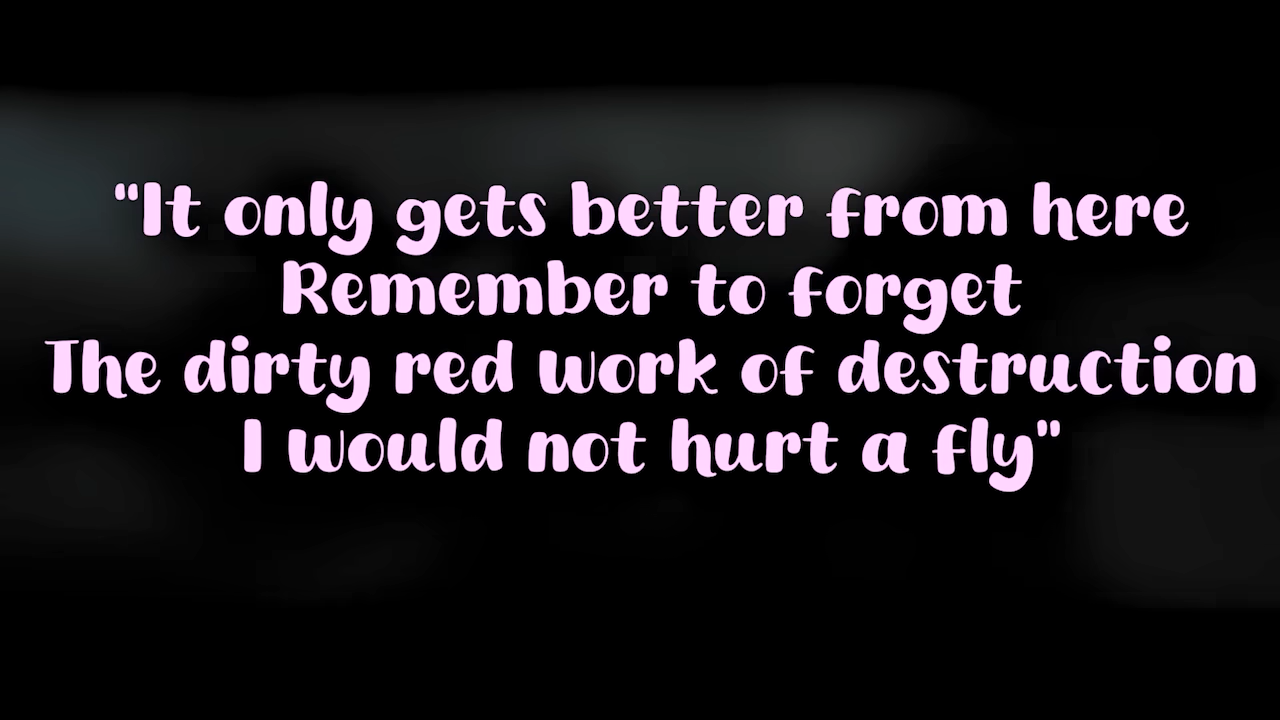 "It only gets better from here
Remember to forget
The dirty red work of destruction
I would not hurt a fly"